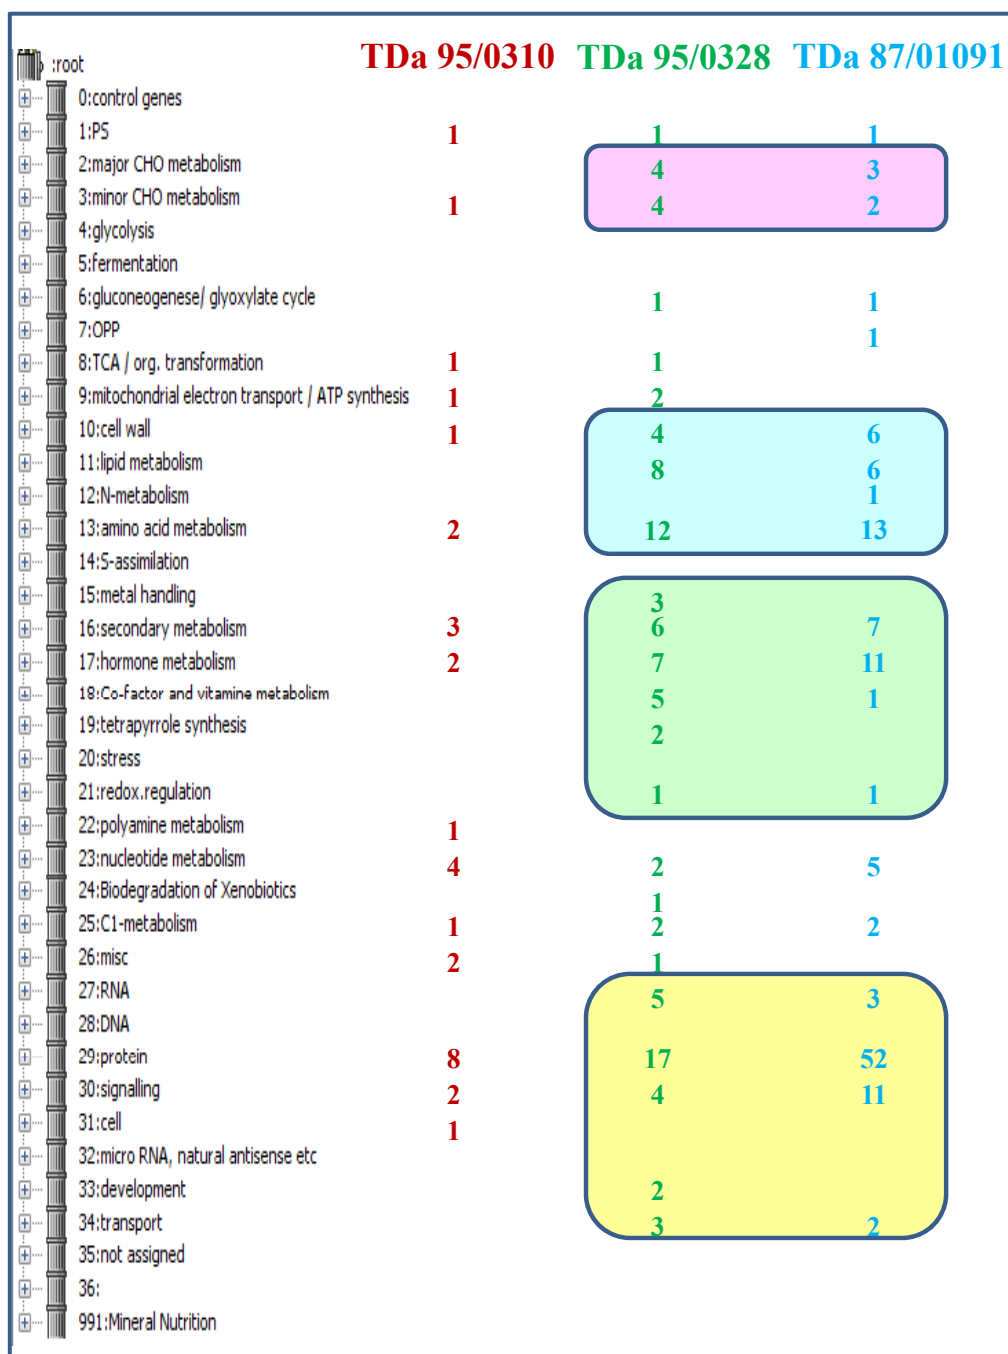 :root TDa 95/0310 TDa 95/0328 TDa 87/01091
0:control genes
1:PS 1 1 1
2:major CHO metabolism 4 3
3:minor CHO metabolism 1 4 2
4:glycolysis
5:fermentation
6:gluconeogenese/ glyoxylate cycle 1 1
7:OPP 1
8:TCA / org. transformation 1 1
9:mitochondrial electron transport / ATP synthesis 1 2
10:cell wall 1 4 6
11:lipid metabolism 8 6
12:N-metabolism 1
13:amino acid metabolism 2 12 13
14:S-assimilation
15:metal handling 3
16:secondary metabolism 3 6 7
17:hormone metabolism 2 7 11
18:Co-factor and vitamine metabolism 5 1
19:tetrapyrrole synthesis 2
20:stress
21:redox.regulation 1 1
22:polyamine metabolism 1
23:nucleotide metabolism 4 2 5
24:Biodegradation of Xenobiotics 1
25:C1-metabolism 1 2 2
26:misc 2 1
27:RNA 5 3
28:DNA
29:protein 8 17 52
30:signalling 2 4 11
31:cell 1
32:micro RNA, natural antisense etc
33:development 2
34:transport 3 2
35:not assigned
36:
991:Mineral Nutrition